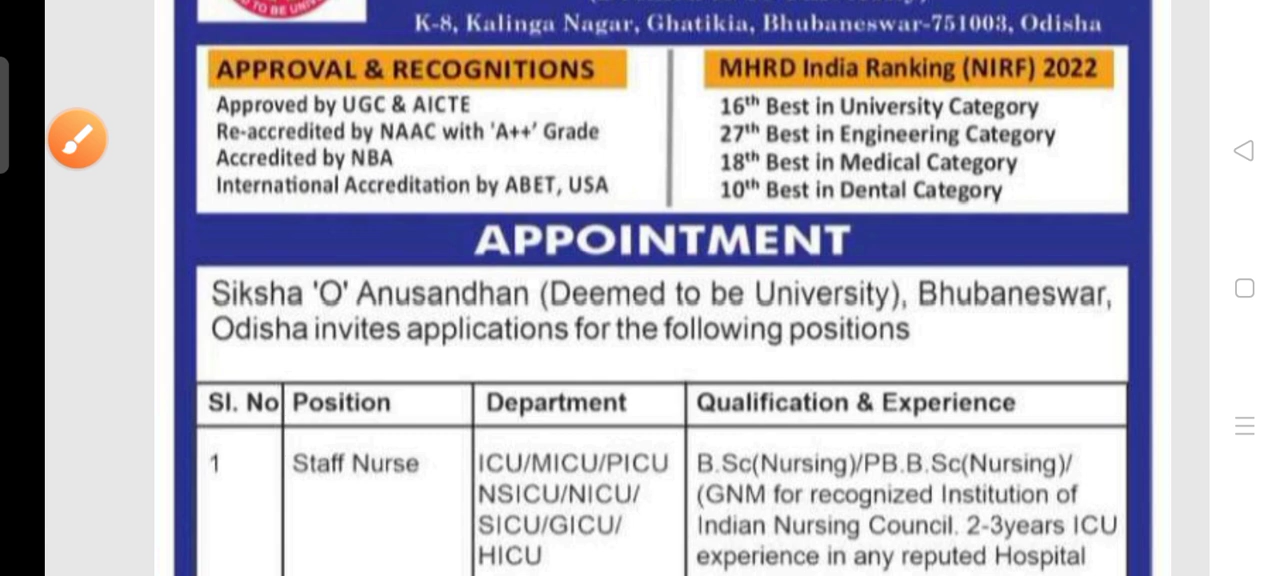 TO BE UNIV
K-8, Kalinga Nagar, Ghatikia, Bhubaneswar-751003, Odisha
APPROVAL & RECOGNITIONS
Approved by UGC & AICTE
Re-accredited by NAAC with 'A++' Grade
Accredited by NBA
International Accreditation by ABET, USA
MHRD India Ranking (NIRF) 2022
16th Best in University Category
27th Best in Engineering Category
18th Best in Medical Category
10th Best in Dental Category
APPOINTMENT
Siksha 'O' Anusandhan (Deemed to be University), Bhubaneswar,
Odisha invites applications for the following positions
Sl. No Position Department Qualification & Experience
1 Staff Nurse ICU/MICU/PICU B.Sc(Nursing)/PB.B.Sc(Nursing)/
NSICU/NICU/ (GNM for recognized Institution of
SICU/GICU/ Indian Nursing Council. 2-3years ICU
HICU experience in any reputed Hospital